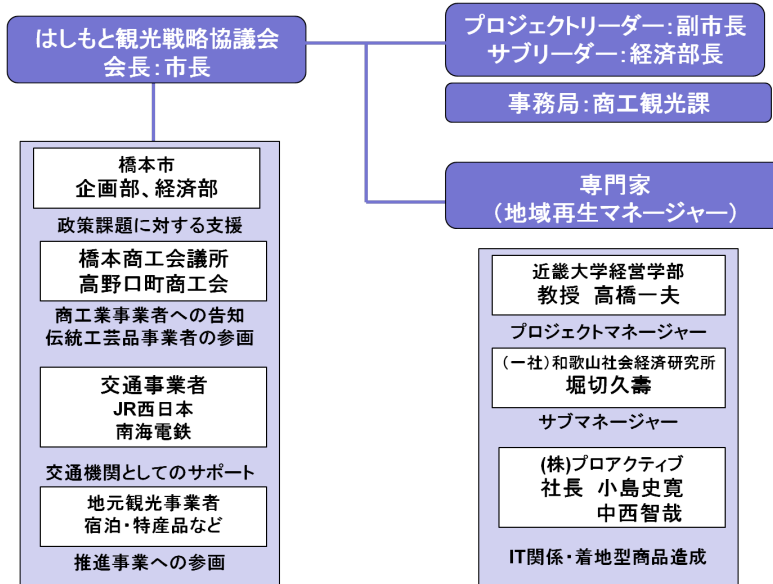 はしもと観光戦略協議会
会長：市長
橋本市
企画部、経済部
政策課題に対する支援
橋本商工会議所
高野口町商工会
商工業事業者への告知
伝統工芸品事業者の参画
交通事業者
JR西日本
南海電鉄
交通機関としてのサポート
地元観光事業者
宿泊・特産品など
推進事業への参画
プロジェクトリーダー：副市長
サブリーダー：経済部長
事務局：商工観光課
専門家
（地域再生マネージャー）
近畿大学経営学部
教授 高橋一夫
プロジェクトマネージャー
（一社）和歌山社会経済研究所
堀切久壽
サブマネージャー
(株)プロアクティブ
社長 小島史寛
中西智哉
IT関係・着地型商品造成